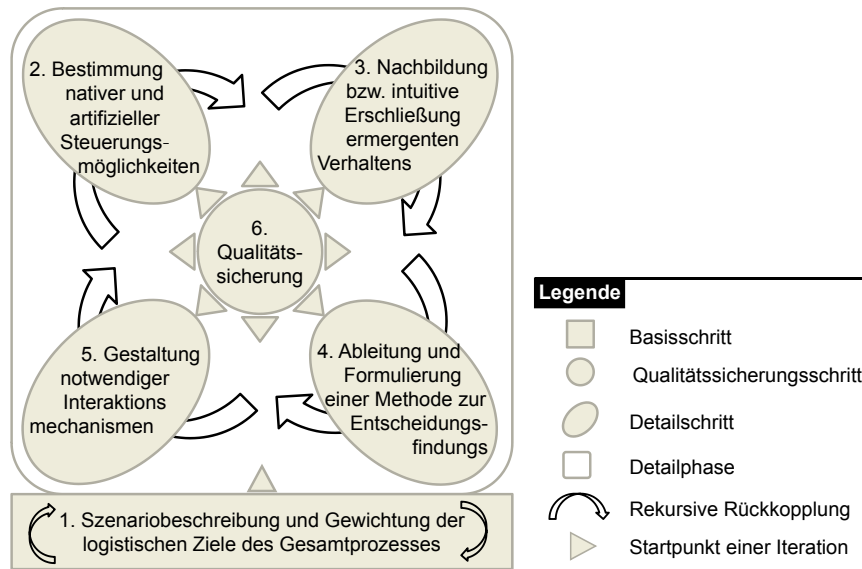 2. Bestimmung
nativer und
artifizieller
Steuerungs-
möglichkeiten
3. Nachbildung
bzw. intuitive
Erschließung
ermergenten
Verhaltens
6.
Qualitäts-
sicherung
5. Gestaltung
notwendiger
Interaktions
mechanismen
4. Ableitung und
Formulierung
einer Methode zur
Entscheidungs-
findungs
1. Szenariobeschreibung und Gewichtung der
logistischen Ziele des Gesamtprozesses
Legende
Basisschritt
Qualitätssicherungsschritt
Detailschritt
Detailphase
Rekursive Rückkopplung
Startpunkt einer Iteration